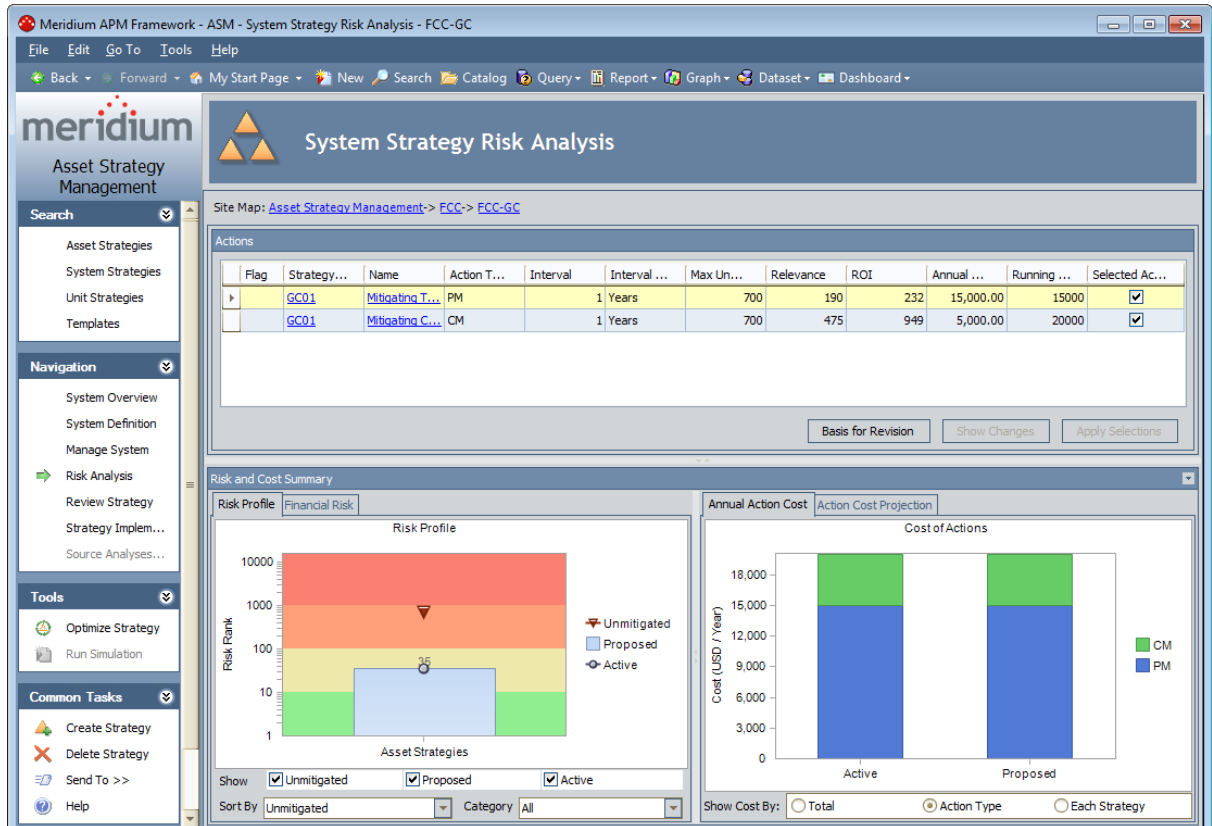 Meridium APM Framework - ASM - System Strategy Risk Analysis - FCC-GC
File Edit Go To Tools Help
Back Forward My Start Page New Search Catalog Query Report Graph Dataset Dashboard
meridium
Asset Strategy
Management
Search
Asset Strategies
System Strategies
Unit Strategies
Templates
Navigation
System Overview
System Definition
Manage System
Risk Analysis
Review Strategy
Strategy Implem...
Source Analyses...
Tools
Optimize Strategy
Run Simulation
Common Tasks
Create Strategy
Delete Strategy
Send To >>
Help
System Strategy Risk Analysis
Site Map: Asset Strategy Management-> FCC-> FCC-GC
Actions
Flag Strategy... Name Action T... Interval Interval ... Max Un... Relevance ROI Annual ... Running ... Selected Ac...
GC01 Mitigating T... PM 1 Years 700 190 232 15,000.00 15000
GC01 Mitigating C... CM 1 Years 700 475 949 5,000.00 20000
Basis for Revision Show Changes Apply Selections
Risk and Cost Summary
Risk Profile Financial Risk
Risk Profile
Risk Rank
10000
1000
100
10
1
35
Asset Strategies
Unmitigated
Proposed
Active
Show Unmitigated Proposed Active
Sort By Unmitigated Category All
Annual Action Cost Action Cost Projection
Cost of Actions
Cost (USD / Year)
18,000
15,000
12,000
9,000
6,000
3,000
0
Active Proposed
CM
PM
Show Cost By: Total Action Type Each Strategy